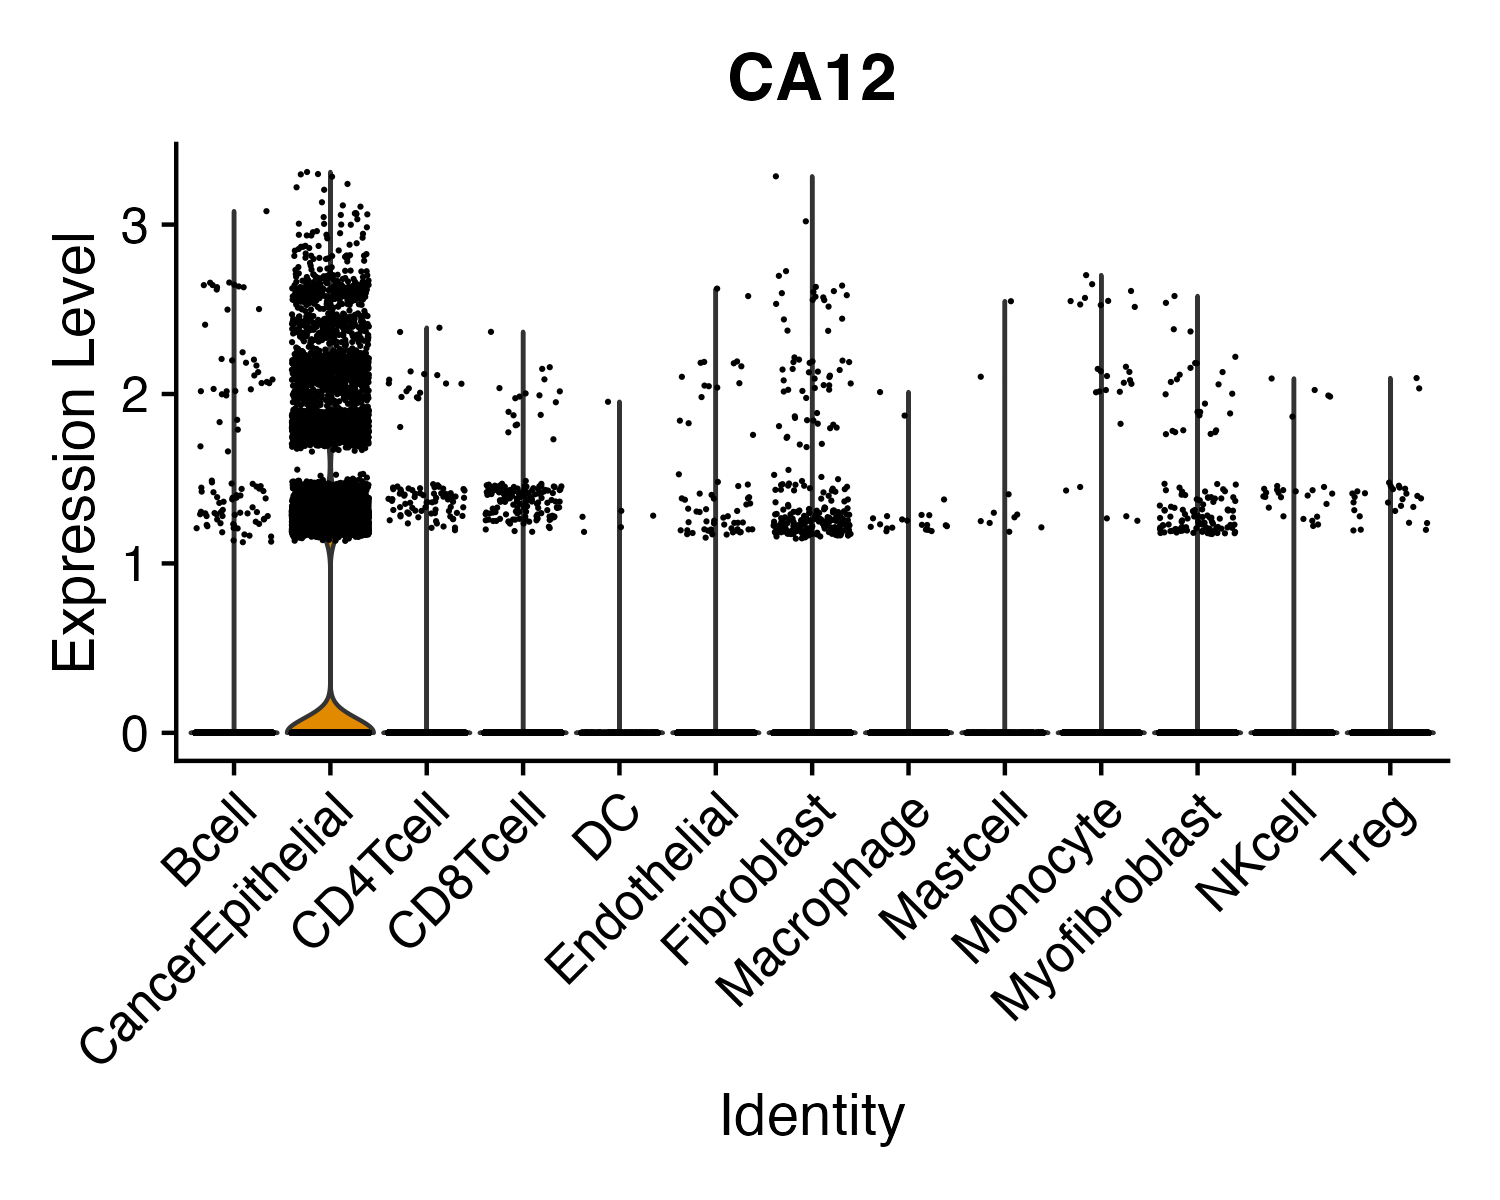 CA12
Expression Level
3
2
1
0
Bcell
CancerEpithelial
CD4Tcell
CD8Tcell
DC
Endothelial
Fibroblast
Macrophage
Mastcell
Monocyte
Myofibroblast
NKcell
Treg
Identity